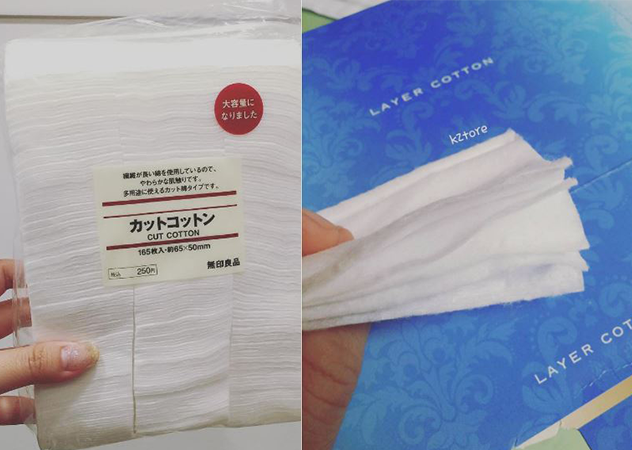 大容量に
なりました
繊維が長い綿を使用しているので、
やわらかな肌触りです。
多用途に使えるカット綿タイプです。
カットコットン
CUT COTTON
165枚入・約65×50mm
税込 250円
無印良品
LAYER COTTON
kztore
LAYER COT